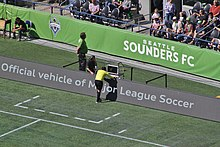 SEATTLE
SOUNDERS FC
Official vehicle of Major League Soccer